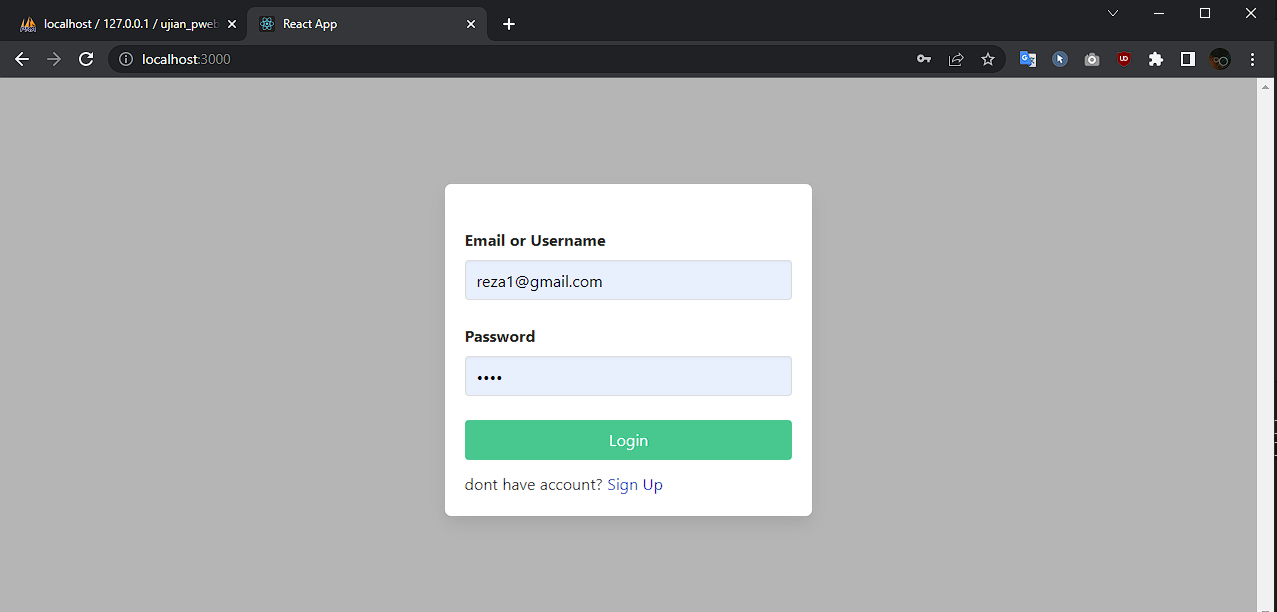 localhost / 127.0.0.1 / ujian_pweb
React App
localhost:3000
Email or Username
reza1@gmail.com
Password
••••
Login
dont have account? Sign Up